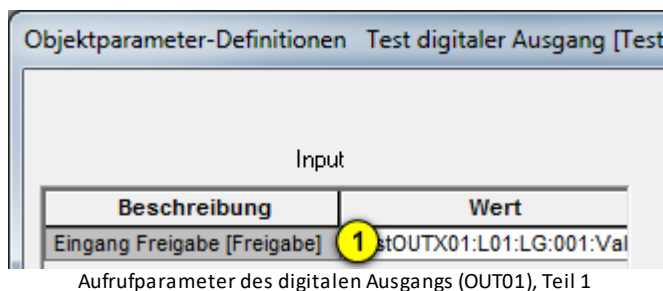 Objektparameter-Definitionen Test digitaler Ausgang [Test
Input
Beschreibung Wert
Eingang Freigabe [Freigabe] 1 stOUTX01:L01:LG:001:Val
Aufrufparameter des digitalen Ausgangs (OUT01), Teil 1